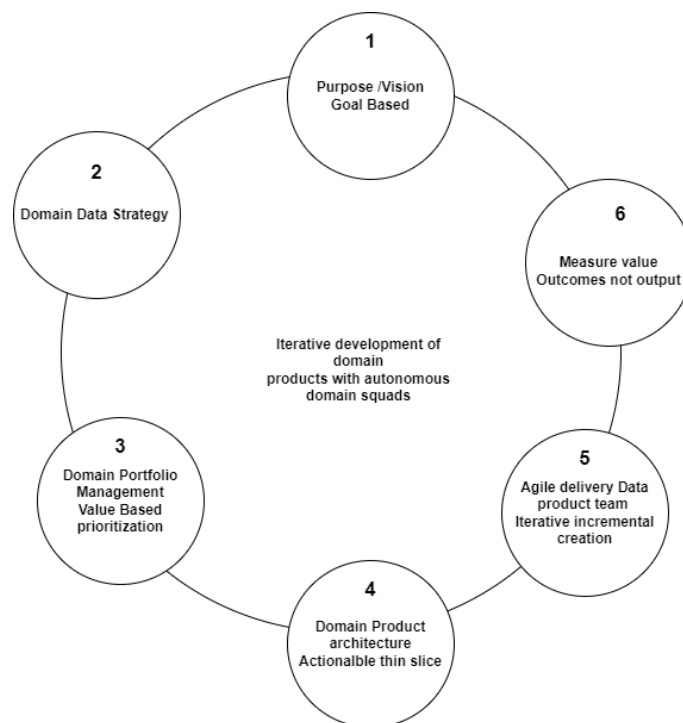 1
Purpose /Vision
Goal Based
2
Domain Data Strategy
3
Domain Portfolio
Management
Value Based
prioritization
4
Domain Product
architecture
Actionalble thin slice
5
Agile delivery Data
product team
Iterative incremental
creation
6
Measure value
Outcomes not output
Iterative development of
domain
products with autonomous
domain squads